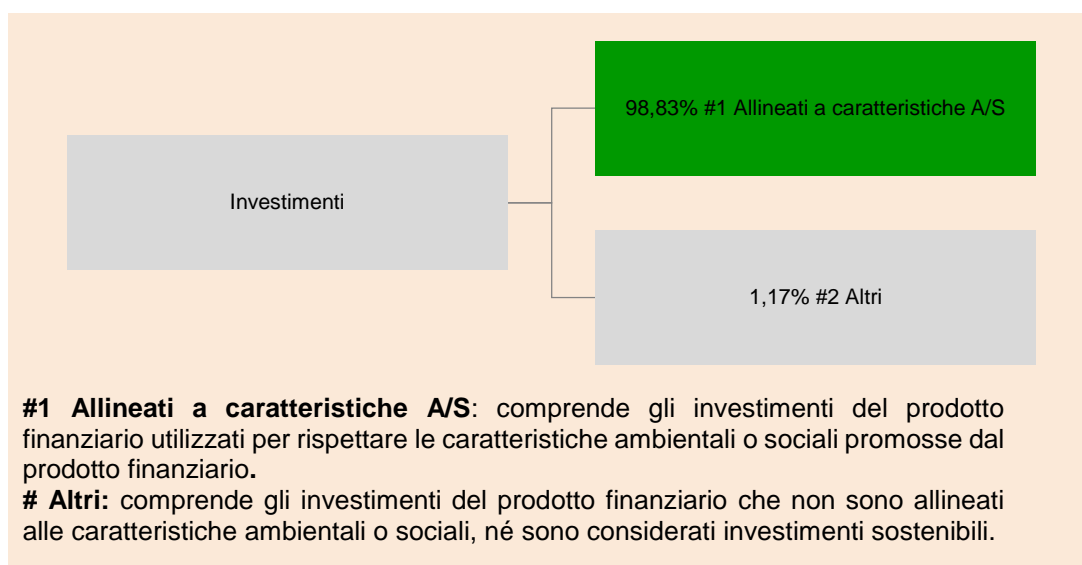 98,83% #1 Allineati a caratteristiche A/S
Investimenti
1,17% #2 Altri
#1 Allineati a caratteristiche A/S: comprende gli investimenti del prodotto
finanziario utilizzati per rispettare le caratteristiche ambientali o sociali promosse dal
prodotto finanziario.
# Altri: comprende gli investimenti del prodotto finanziario che non sono allineati
alle caratteristiche ambientali o sociali, né sono considerati investimenti sostenibili.